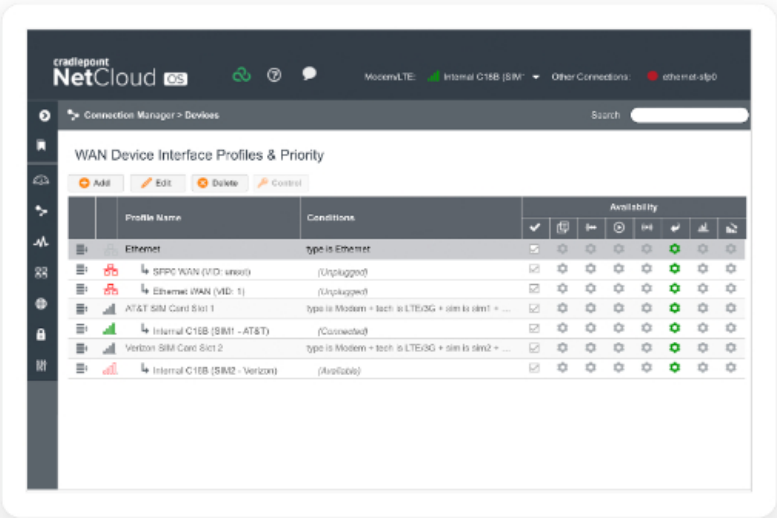 cradlepoint
NetCloud OS
Modem/LTE: Internal C18B (SIM1 Other Connections: ethernet-sfp0
Connection Manager > Devices
Search
WAN Device Interface Profiles & Priority
Add Edit Delete Control
Profile Name Conditions Availability
Ethernet type is Ethernet
SFP0 WAN (VID: unset) (Unplugged)
Ethernet WAN (VID: 1) (Unplugged)
AT&T SIM Card Slot 1 type is Modem + tech is LTE/3G + sim is sim1 + ...
Internal C18B (SIM1 - AT&T) (Connected)
Verizon SIM Card Slot 2 type is Modem + tech is LTE/3G + sim is sim2 + ...
Internal C18B (SIM2 - Verizon) (Available)